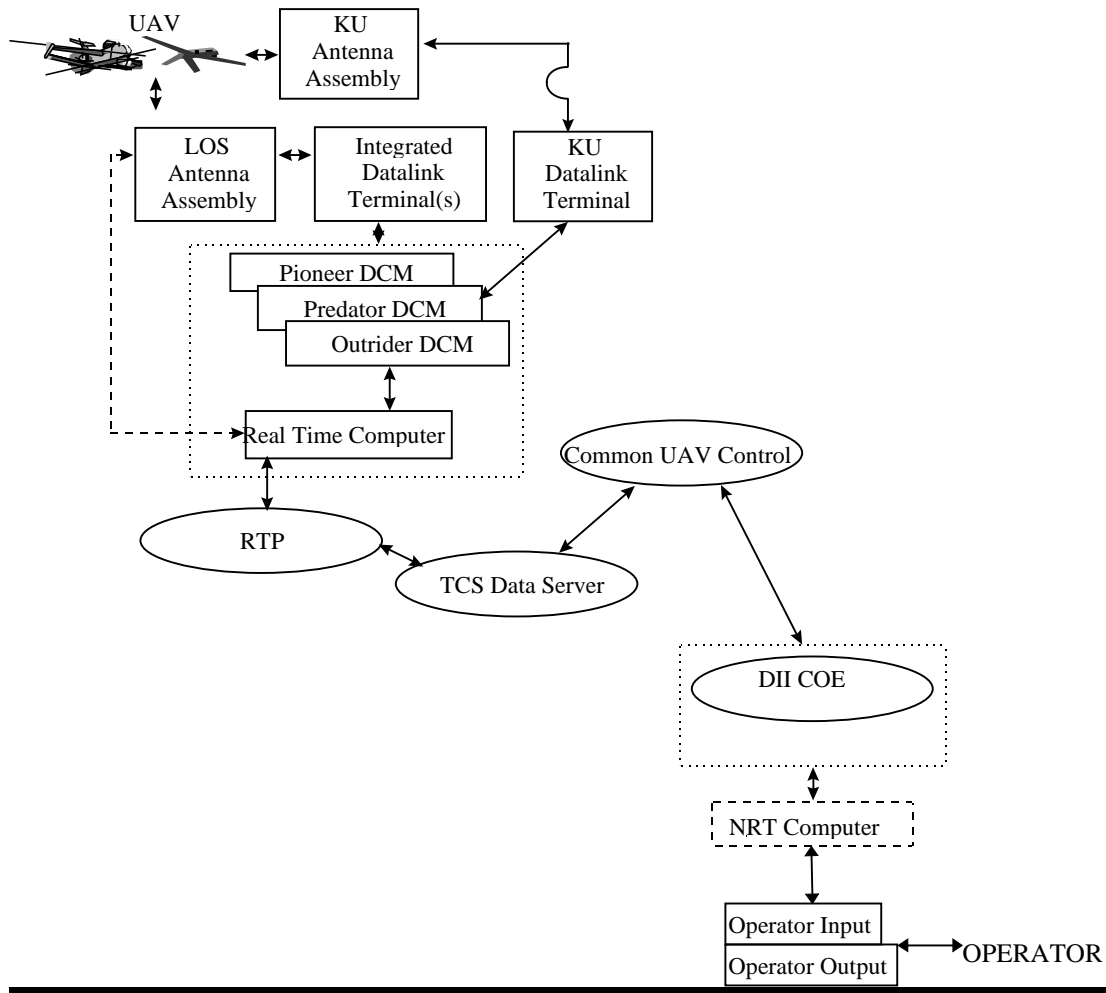 UAV
KU
Antenna
Assembly
LOS
Antenna
Assembly
Integrated
Datalink
Terminal(s)
KU
Datalink
Terminal
Pioneer DCM
Predator DCM
Outrider DCM
Real Time Computer
Common UAV Control
RTP
TCS Data Server
DII COE
NRT Computer
Operator Input
OPERATOR
Operator Output